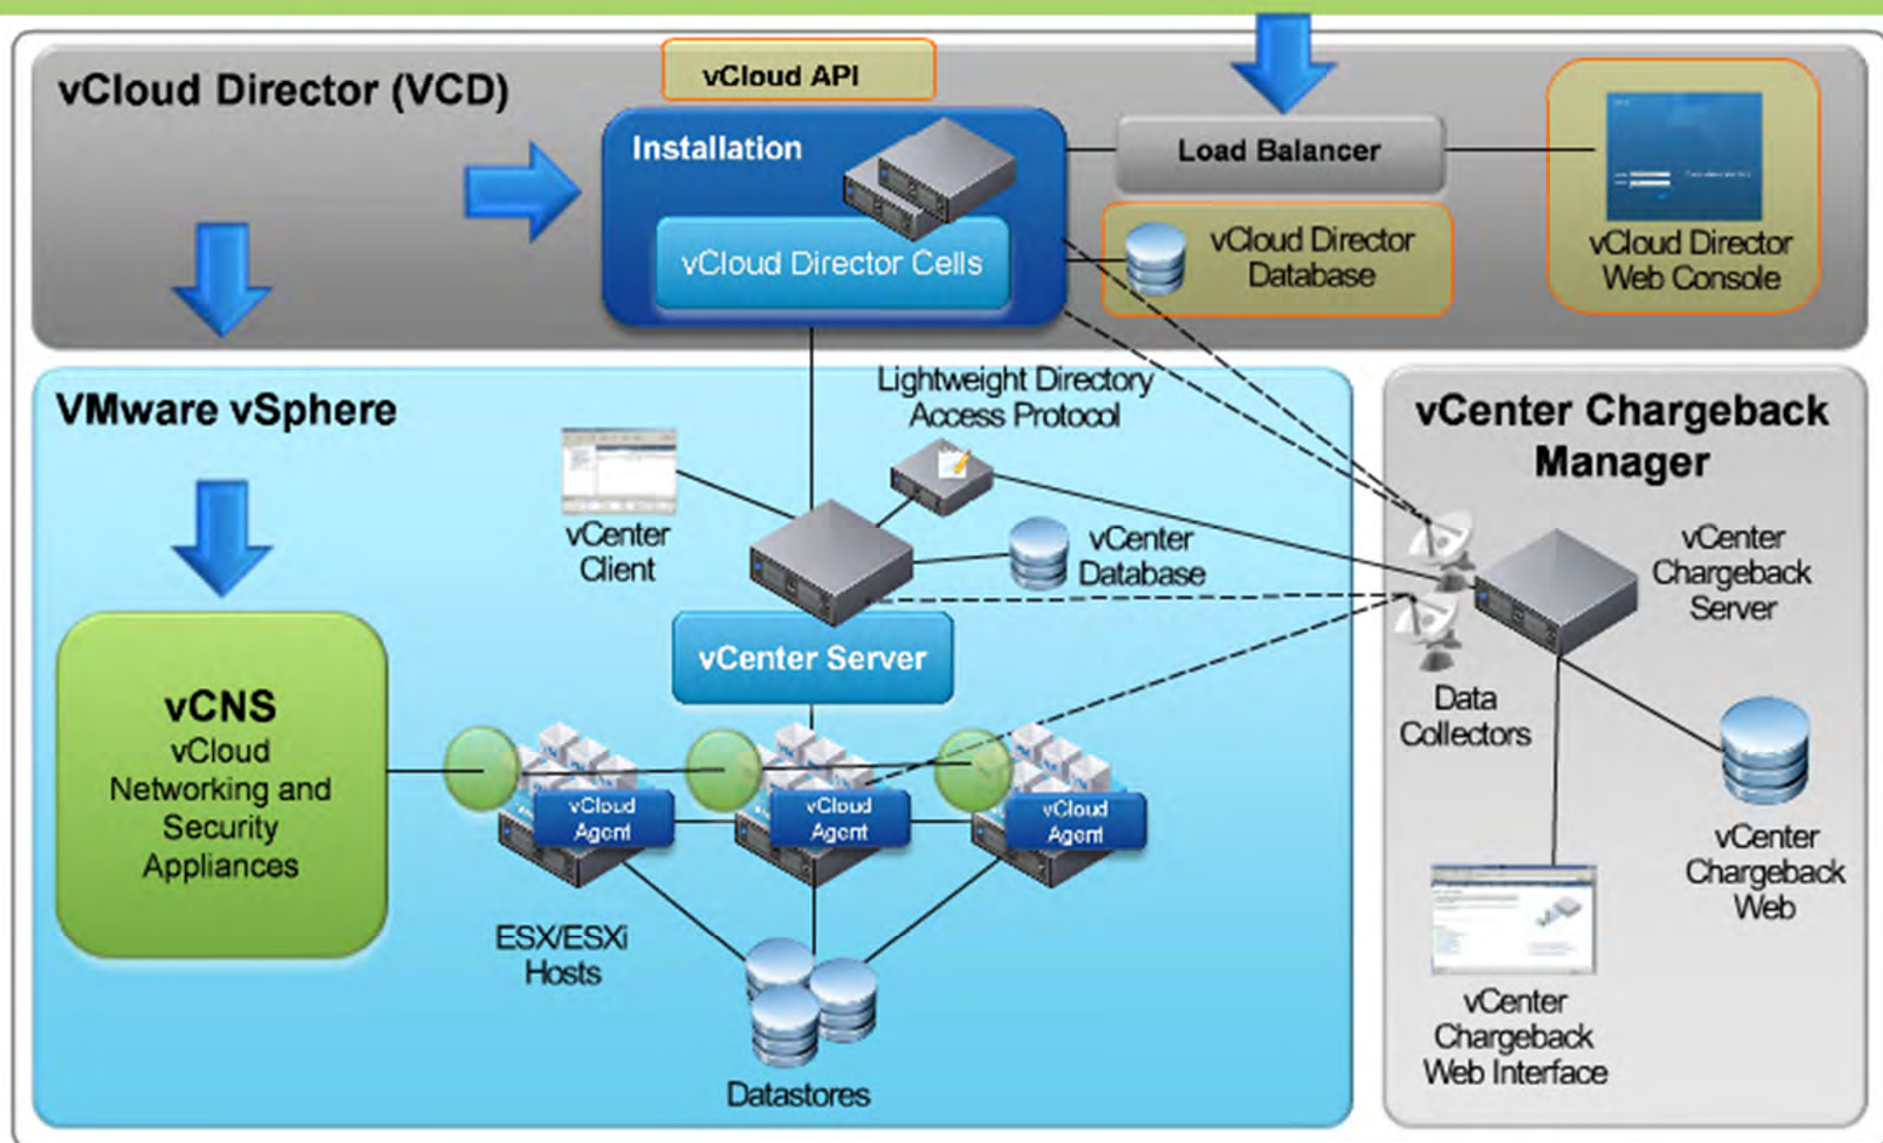 vCloud Director (VCD)
vCloud API
Installation
vCloud Director Cells
Load Balancer
vCloud Director
Database
vCloud Director
Web Console
VMware vSphere
Lightweight Directory
Access Protocol
vCenter
Client
vCenter
Database
vCenter Server
vCNS
vCloud
Networking and
Security
Appliances
vCloud
Agent
vCloud
Agent
vCloud
Agent
ESX/ESXi
Hosts
Datastores
vCenter Chargeback
Manager
vCenter
Chargeback
Server
Data
Collectors
vCenter
Chargeback
Web
vCenter
Chargeback
Web Interface